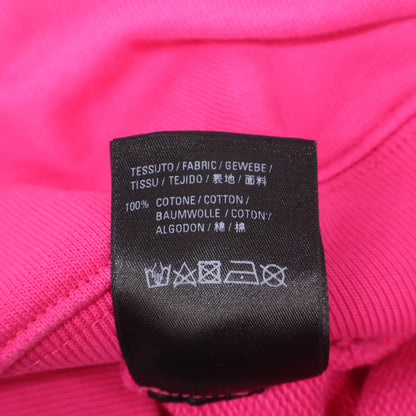 TESSUTO / FABRIC / GEWEBE /
TISSU / TEJIDO / 表地 / 面料
100% COTONE / COTTON /
BAUMWOLLE / COTON /
ALGODON / 綿 / 棉